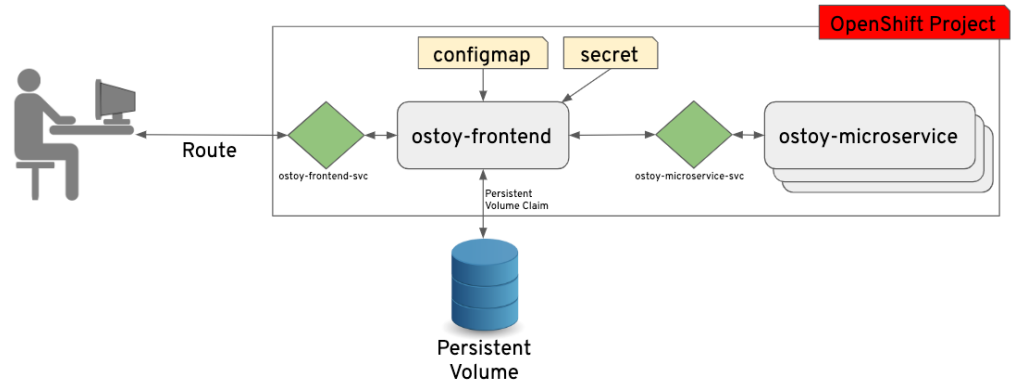 OpenShift Project
configmap
secret
ostoy-frontend
ostoy-microservice
Route
ostoy-frontend-svc
ostoy-microservice-svc
Persistent
Volume Claim
Persistent
Volume